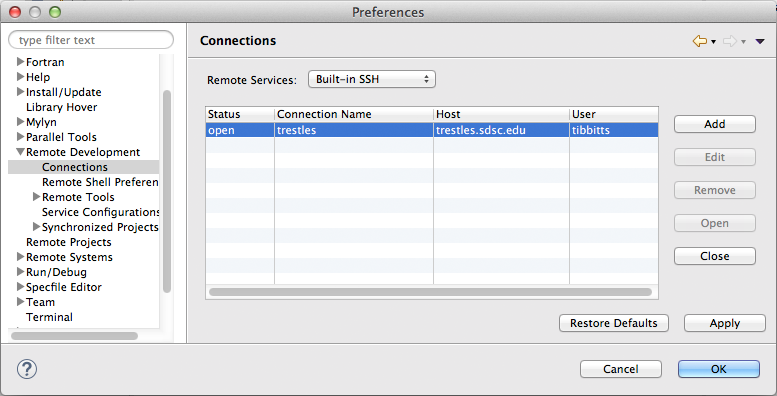 Preferences
type filter text
Fortran
Help
Install/Update
Library Hover
Mylyn
Parallel Tools
Remote Development
Connections
Remote Shell Preferen
Remote Tools
Service Configurations
Synchronized Projects
Remote Projects
Remote Systems
Run/Debug
Specfile Editor
Team
Terminal
Connections
Remote Services: Built-in SSH
Status Connection Name Host User
open trestles trestles.sdsc.edu tibbitts
Add
Edit
Remove
Open
Close
Restore Defaults Apply
? Cancel OK